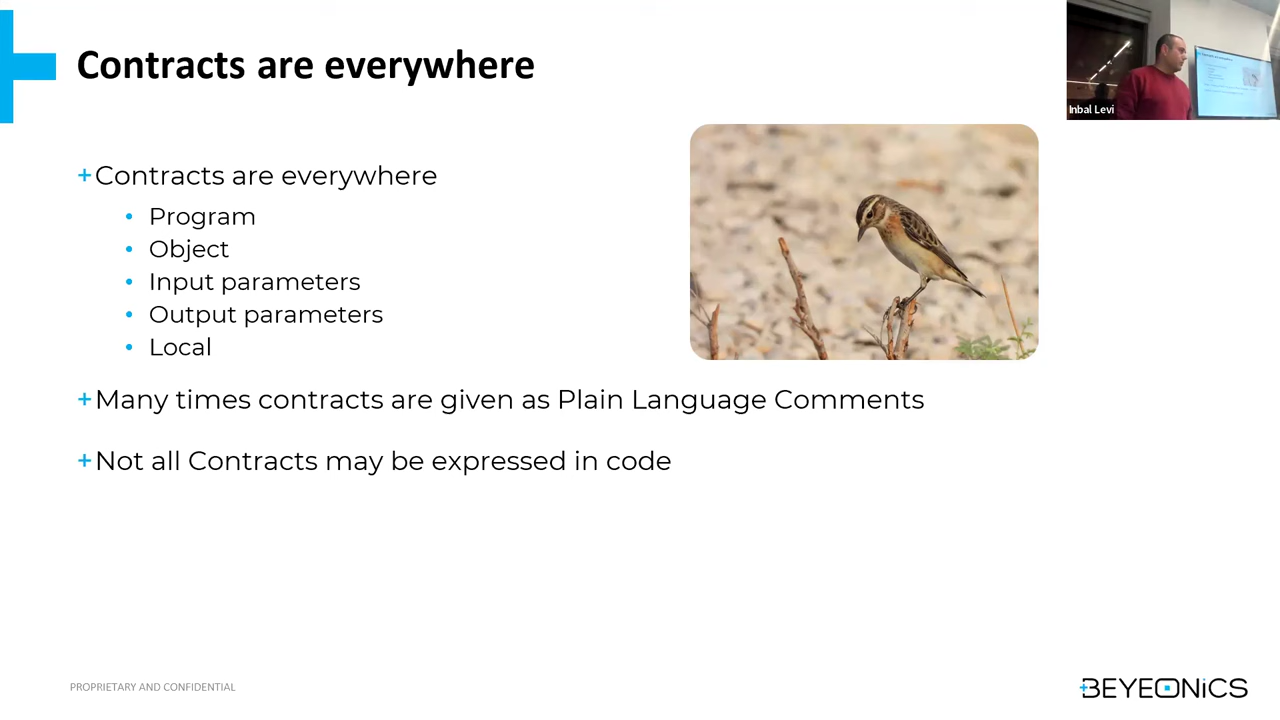 Contracts are everywhere
Inbal Levi
+Contracts are everywhere
• Program
• Object
• Input parameters
• Output parameters
• Local
+Many times contracts are given as Plain Language Comments
+Not all Contracts may be expressed in code
PROPRIETARY AND CONFIDENTIAL
BEYEONiCS